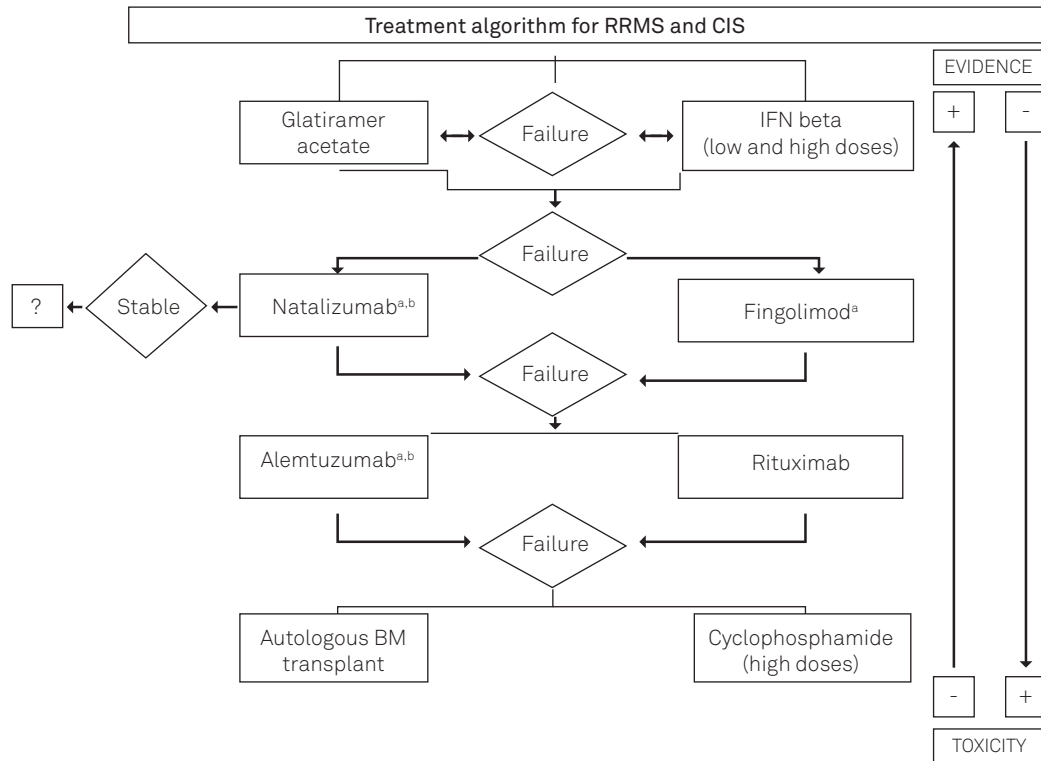 Treatment algorithm for RRMS and CIS
EVIDENCE
+
-
Glatiramer
acetate
Failure
IFN beta
(low and high doses)
Failure
?
Stable
Natalizumabᵃ,ᵇ
Fingolimodᵃ
Failure
Alemtuzumabᵃ,ᵇ
Rituximab
Failure
Autologous BM
transplant
Cyclophosphamide
(high doses)
-
+
TOXICITY